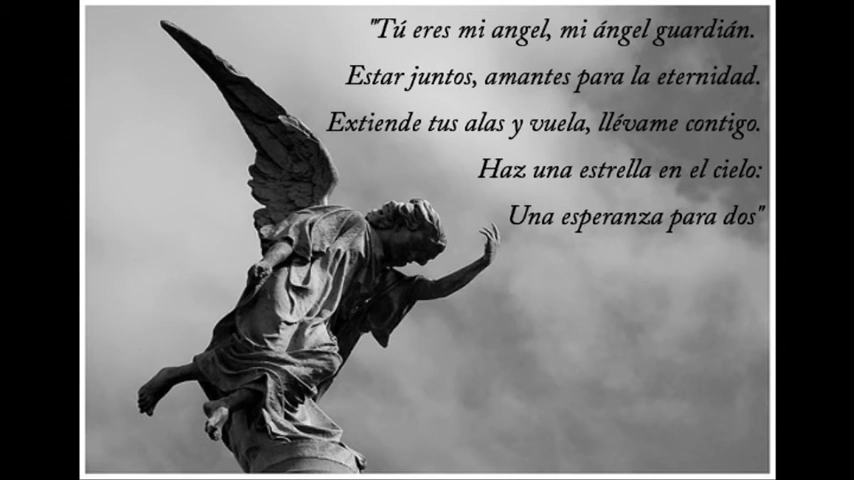 "Tú eres mi angel, mi ángel guardián.
Estar juntos, amantes para la eternidad.
Extiende tus alas y vuela, llévame contigo.
Haz una estrella en el cielo:
Una esperanza para dos"